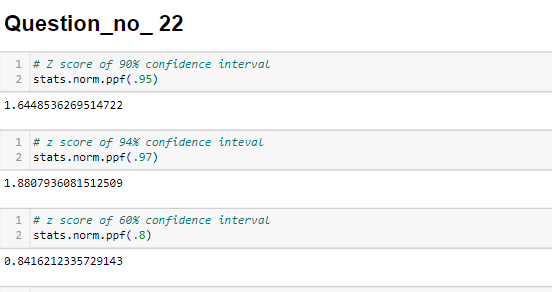 Question_no_ 22
1 # Z score of 90% confidence interval
2 stats.norm.ppf(.95)
1.6448536269514722
1 # z score of 94% confidence inteval
2 stats.norm.ppf(.97)
1.8807936081512509
1 # z score of 60% confidence interval
2 stats.norm.ppf(.8)
0.8416212335729143